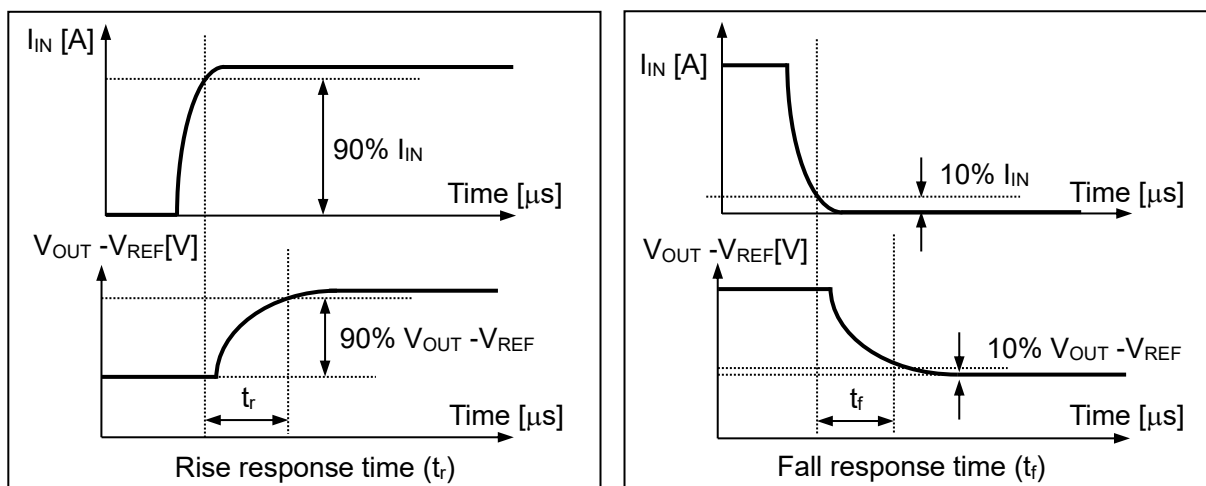 I_IN [A]
90% I_IN
Time [μs]
V_OUT -V_REF[V]
90% V_OUT -V_REF
t_r
Time [μs]
Rise response time (t_r)
I_IN [A]
10% I_IN
Time [μs]
V_OUT -V_REF[V]
10% V_OUT -V_REF
t_f
Time [μs]
Fall response time (t_f)